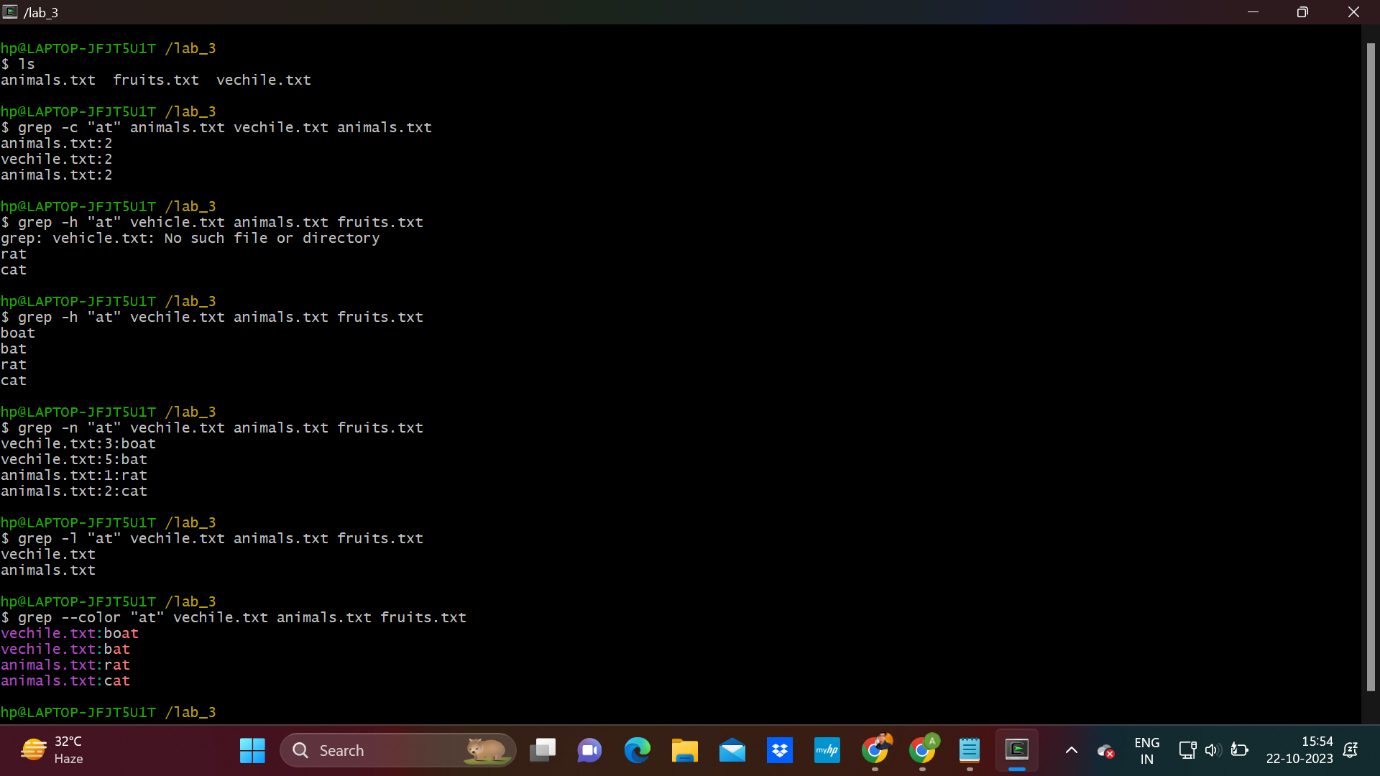 /lab_3
hp@LAPTOP-JFJT5U1T /lab_3
$ ls
animals.txt  fruits.txt  vechile.txt
hp@LAPTOP-JFJT5U1T /lab_3
$ grep -c "at" animals.txt vechile.txt animals.txt
animals.txt:2
vechile.txt:2
animals.txt:2
hp@LAPTOP-JFJT5U1T /lab_3
$ grep -h "at" vehicle.txt animals.txt fruits.txt
grep: vehicle.txt: No such file or directory
rat
cat
hp@LAPTOP-JFJT5U1T /lab_3
$ grep -h "at" vechile.txt animals.txt fruits.txt
boat
bat
rat
cat
hp@LAPTOP-JFJT5U1T /lab_3
$ grep -n "at" vechile.txt animals.txt fruits.txt
vechile.txt:3:boat
vechile.txt:5:bat
animals.txt:1:rat
animals.txt:2:cat
hp@LAPTOP-JFJT5U1T /lab_3
$ grep -l "at" vechile.txt animals.txt fruits.txt
vechile.txt
animals.txt
hp@LAPTOP-JFJT5U1T /lab_3
$ grep --color "at" vechile.txt animals.txt fruits.txt
vechile.txt:boat
vechile.txt:bat
animals.txt:rat
animals.txt:cat
hp@LAPTOP-JFJT5U1T /lab_3
32°C
Haze
Search
myhp
A
ENG
IN
15:54
22-10-2023